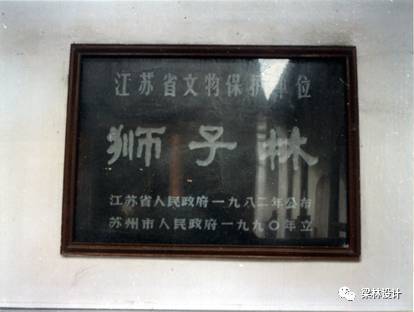 江苏省文物保护单位
狮子林
江苏省人民政府一九八二年公布
苏州市人民政府一九九〇年立
梁林设计